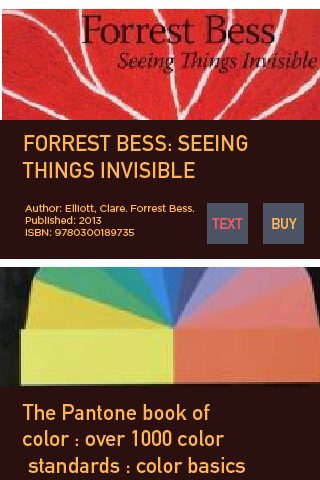 Forrest Bess
Seeing Things Invisible
FORREST BESS: SEEING
THINGS INVISIBLE
Author: Elliott, Clare. Forrest Bess.
Published: 2013
ISBN: 9780300189735
TEXT
BUY
The Pantone book of
color : over 1000 color
standards : color basics